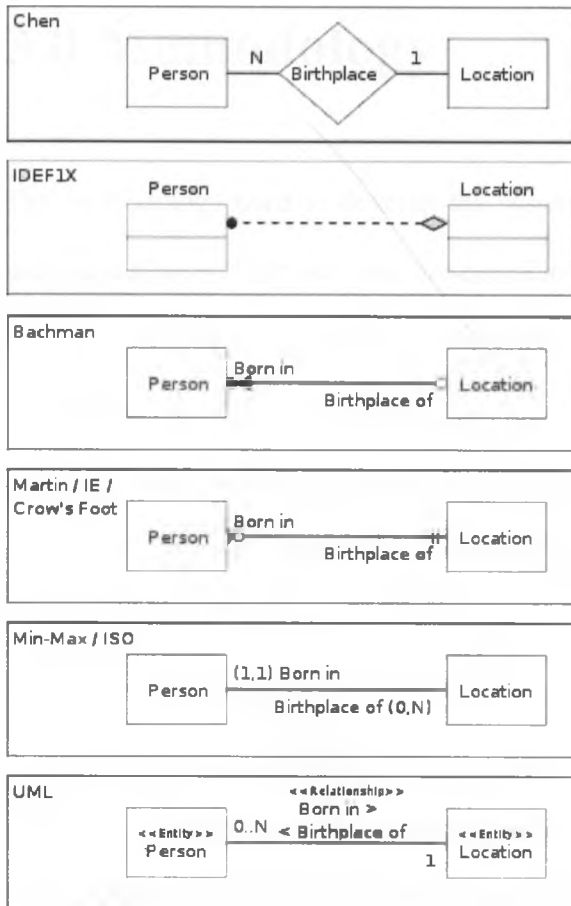 Chen
Person N Birthplace 1 Location
IDEF1X
Person Location
Bachman
Person Born in Location
Birthplace of
Martin / IE /
Crow's Foot
Person Born in Location
Birthplace of
Min-Max / ISO
Person (1,1) Born in Location
Birthplace of (0,N)
UML
<<Relationship>>
Born in >
<<Entity>> 0..N < Birthplace of <<Entity>>
Person 1 Location